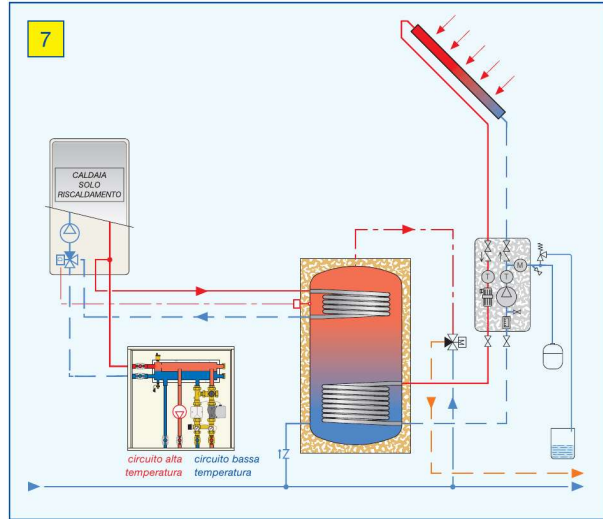 7
CALDAIA
SOLO
RISCALDAMENTO
M
T
T
circuito alta
temperatura
circuito bassa
temperatura